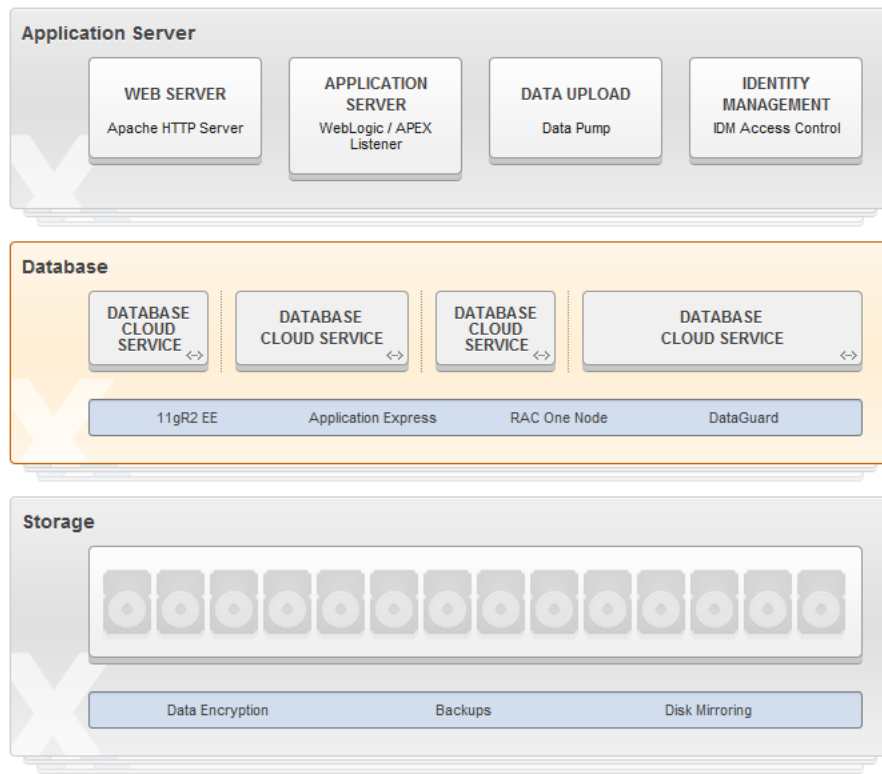 Application Server
WEB SERVER
Apache HTTP Server
APPLICATION
SERVER
WebLogic / APEX
Listener
DATA UPLOAD
Data Pump
IDENTITY
MANAGEMENT
IDM Access Control
Database
DATABASE
CLOUD
SERVICE
DATABASE
CLOUD SERVICE
DATABASE
CLOUD
SERVICE
DATABASE
CLOUD SERVICE
11gR2 EE
Application Express
RAC One Node
DataGuard
Storage
Data Encryption
Backups
Disk Mirroring